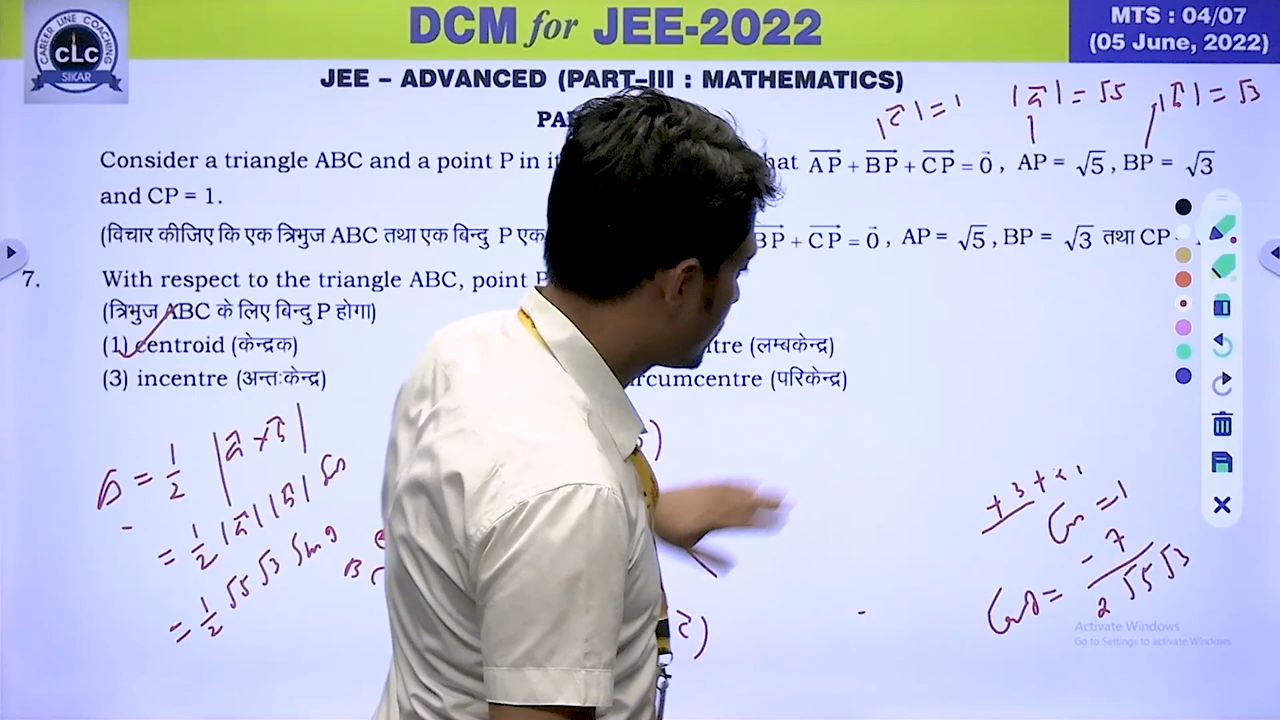 DCM for JEE-2022
MTS : 04/07
(05 June, 2022)
CAREER LINE COACHING
CLC
SIKAR
JEE – ADVANCED (PART–III : MATHEMATICS)
|c⃗| = 1 |a⃗| = √5 |b⃗| = √3
Consider a triangle ABC and a point P in hat AP + BP + CP = 0⃗, AP = √5, BP = √3
and CP = 1.
(विचार कीजिए कि एक त्रिभुज ABC तथा एक बिन्दु P एक BP + CP = 0⃗, AP = √5, BP = √3 तथा CP
7. With respect to the triangle ABC, point P
(त्रिभुज ABC के लिए बिन्दु P होगा)
(1) centroid (केन्द्रक) tre (लम्बकेन्द्र)
(3) incentre (अन्तःकेन्द्र) rcumcentre (परिकेन्द्र)
Δ = 1/2 |a⃗ × b⃗|
= 1/2 |a⃗| |b⃗| Sin
= 1/2 √5 √3 Sin θ
Cosθ = -7 / 2 √5 √3
Activate Windows
Go to Settings to activate Windows.